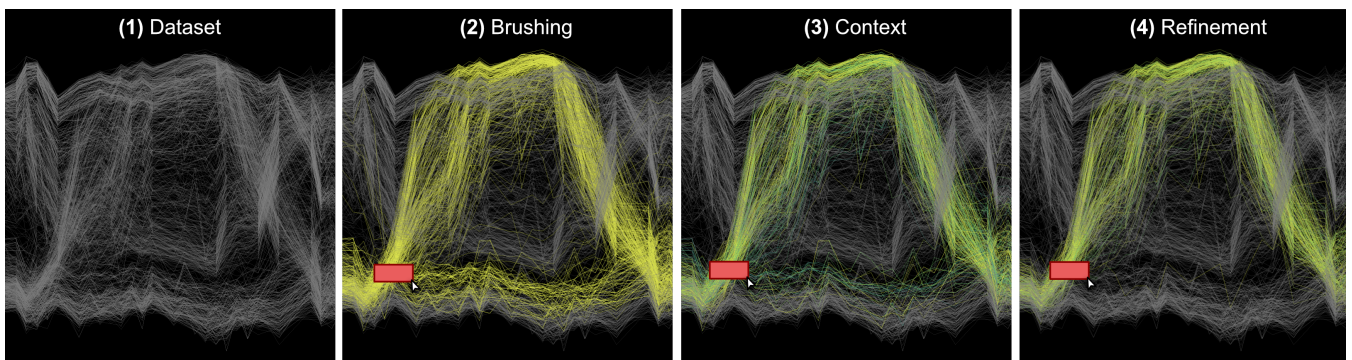 (1) Dataset
(2) Brushing
(3) Context
(4) Refinement